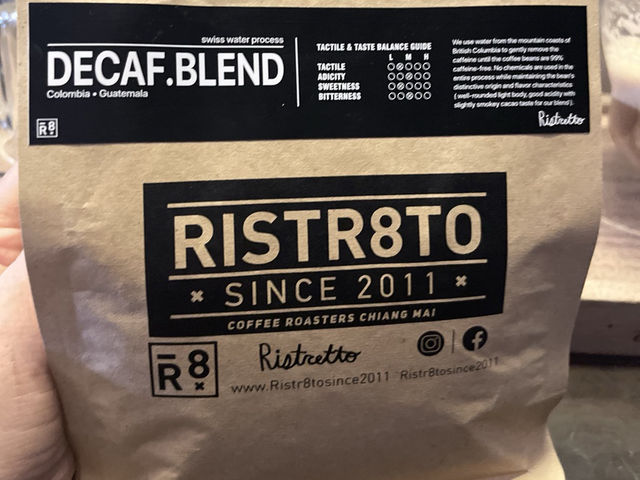 swiss water process
DECAF.BLEND
Colombia • Guatemala
R8
TACTILE & TASTE BALANCE GUIDE
L M H
TACTILE
ADICITY
SWEETNESS
BITTERNESS
We use water from the mountain coasts of
British Columbia to gently remove the
caffeine until the coffee beans are 99%
caffeine-free. No chemicals are used in the
entire process while maintaining the bean's
distinctive origin and flavor characteristics
( well-rounded light body, good acidity with
slightly smokey cacao taste for our blend ).
Ristretto
RISTR8TO
SINCE 2011
COFFEE ROASTERS CHIANG MAI
R8
Ristretto
www.Ristr8tosince2011 Ristr8tosince2011